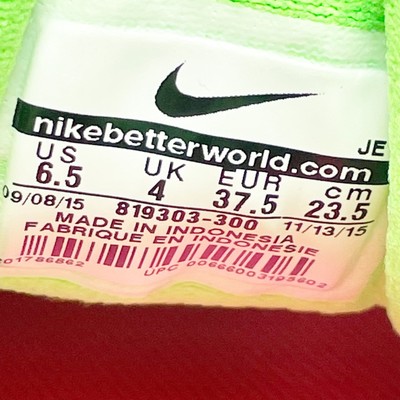 nikebetterworld.com JE
US UK EUR cm
6.5 4 37.5 23.5
09/08/15 819303-300 11/13/15
MADE IN INDONESIA
FABRIQUE EN INDONESIE
UPC 00666003195602